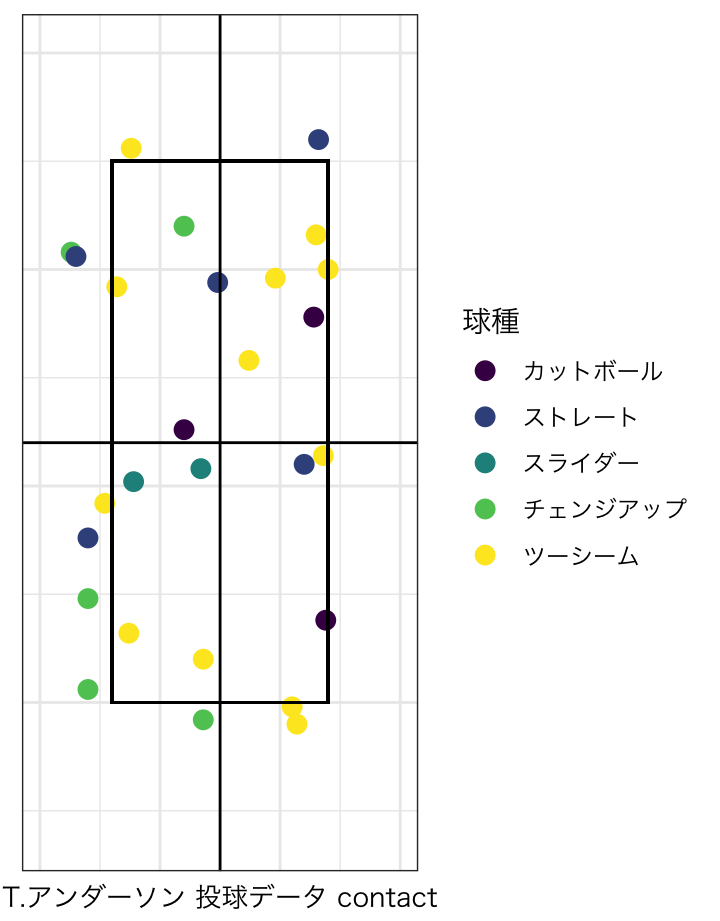 球種
カットボール
ストレート
スライダー
チェンジアップ
ツーシーム
T.アンダーソン 投球データ contact